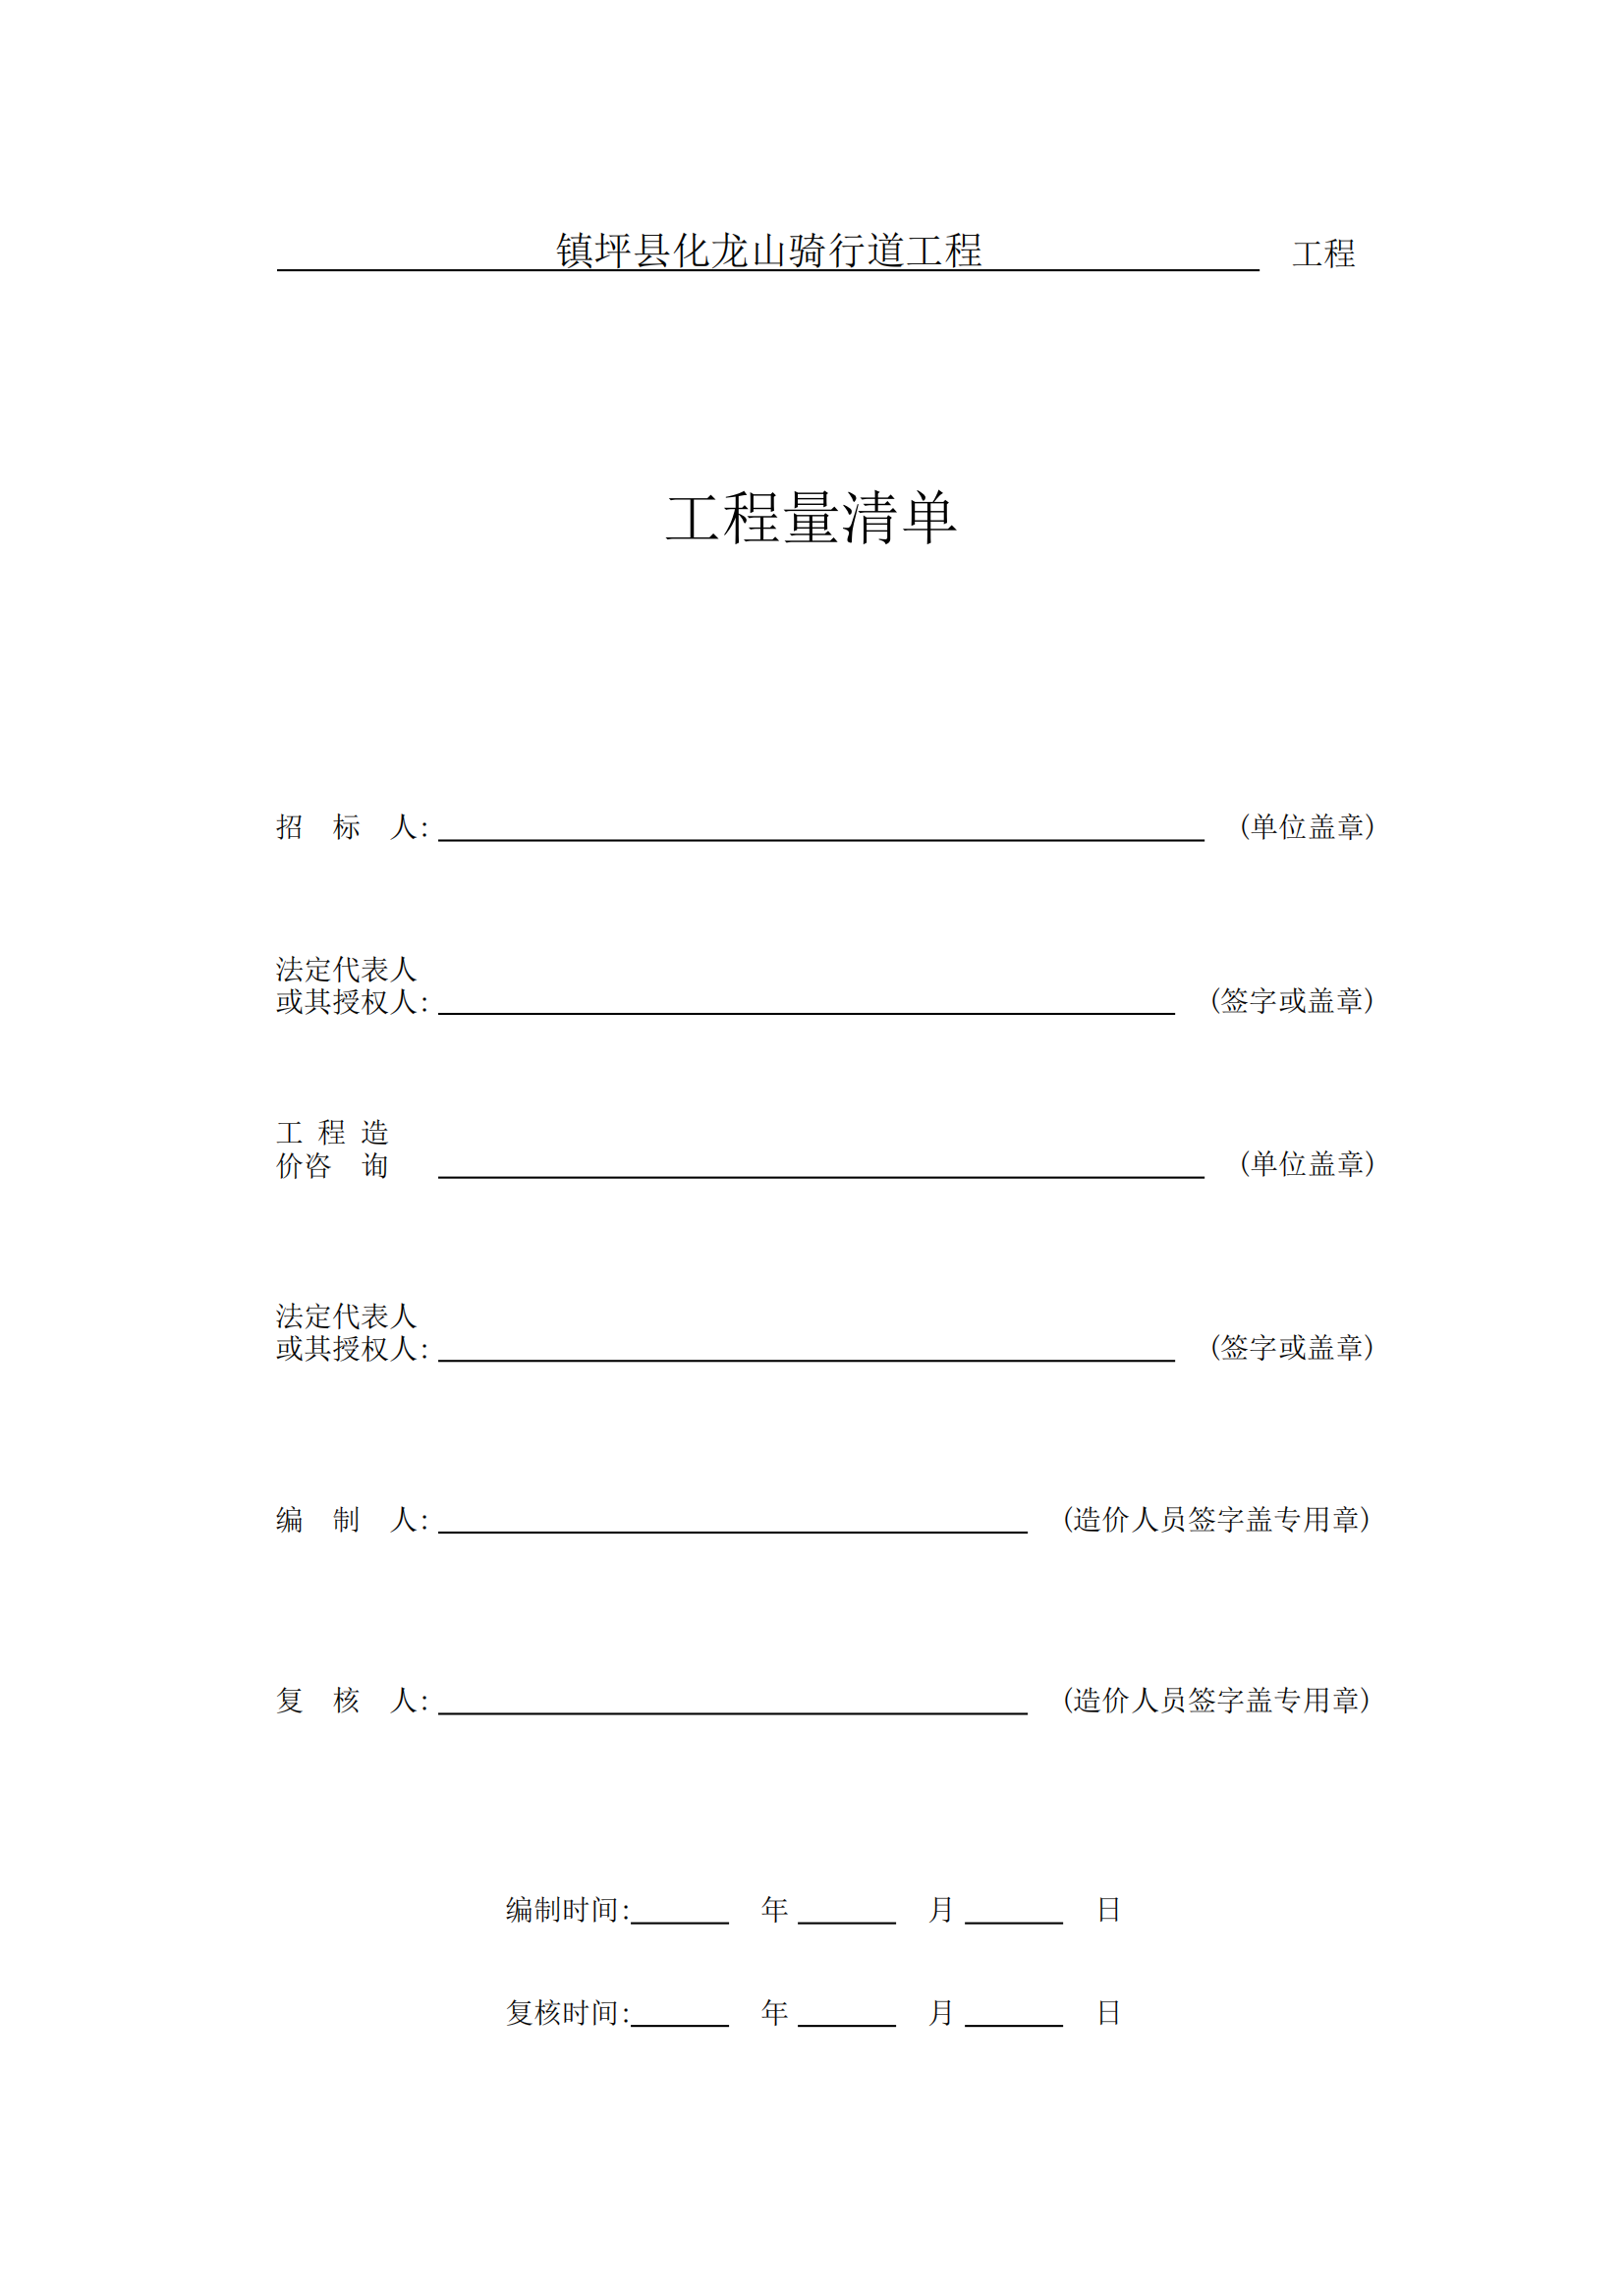 镇坪县化龙山骑行道工程 工程
工程量清单
招 标 人： (单位盖章)
法定代表人
或其授权人： (签字或盖章)
工 程 造
价咨 询 (单位盖章)
法定代表人
或其授权人： (签字或盖章)
编 制 人： (造价人员签字盖专用章)
复 核 人： (造价人员签字盖专用章)
编制时间： 年 月 日
复核时间： 年 月 日